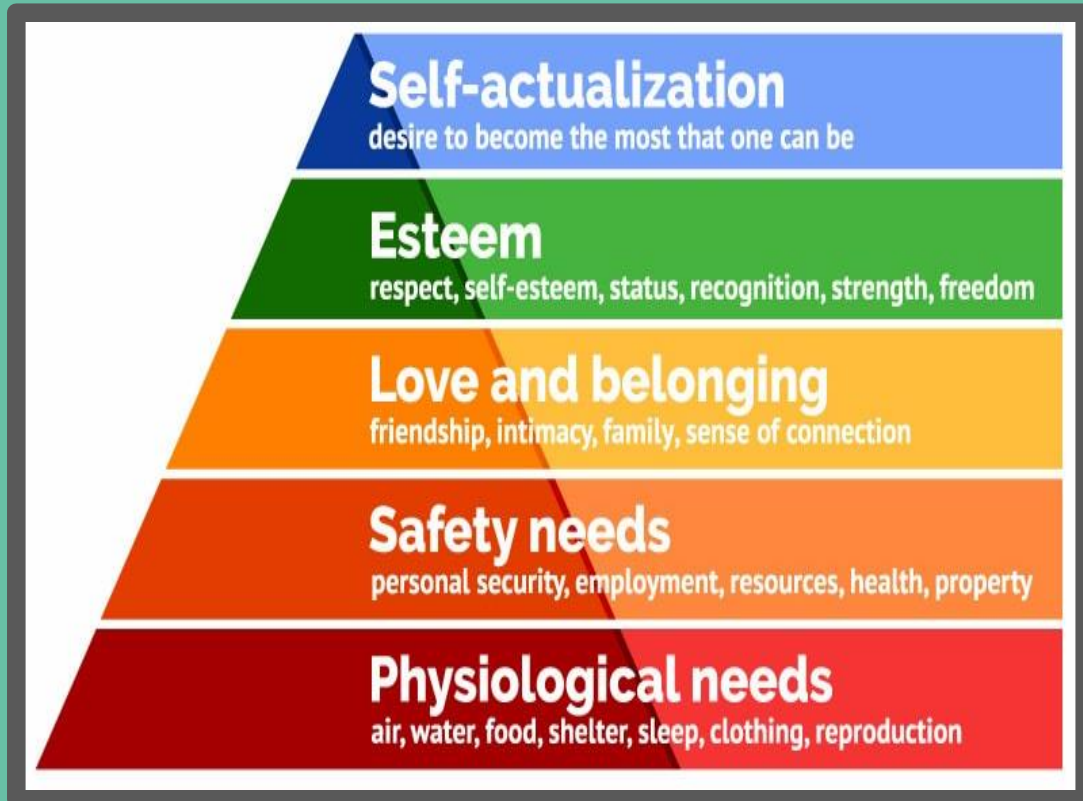 Self-actualization
desire to become the most that one can be
Esteem
respect, self-esteem, status, recognition, strength, freedom
Love and belonging
friendship, intimacy, family, sense of connection
Safety needs
personal security, employment, resources, health, property
Physiological needs
air, water, food, shelter, sleep, clothing, reproduction